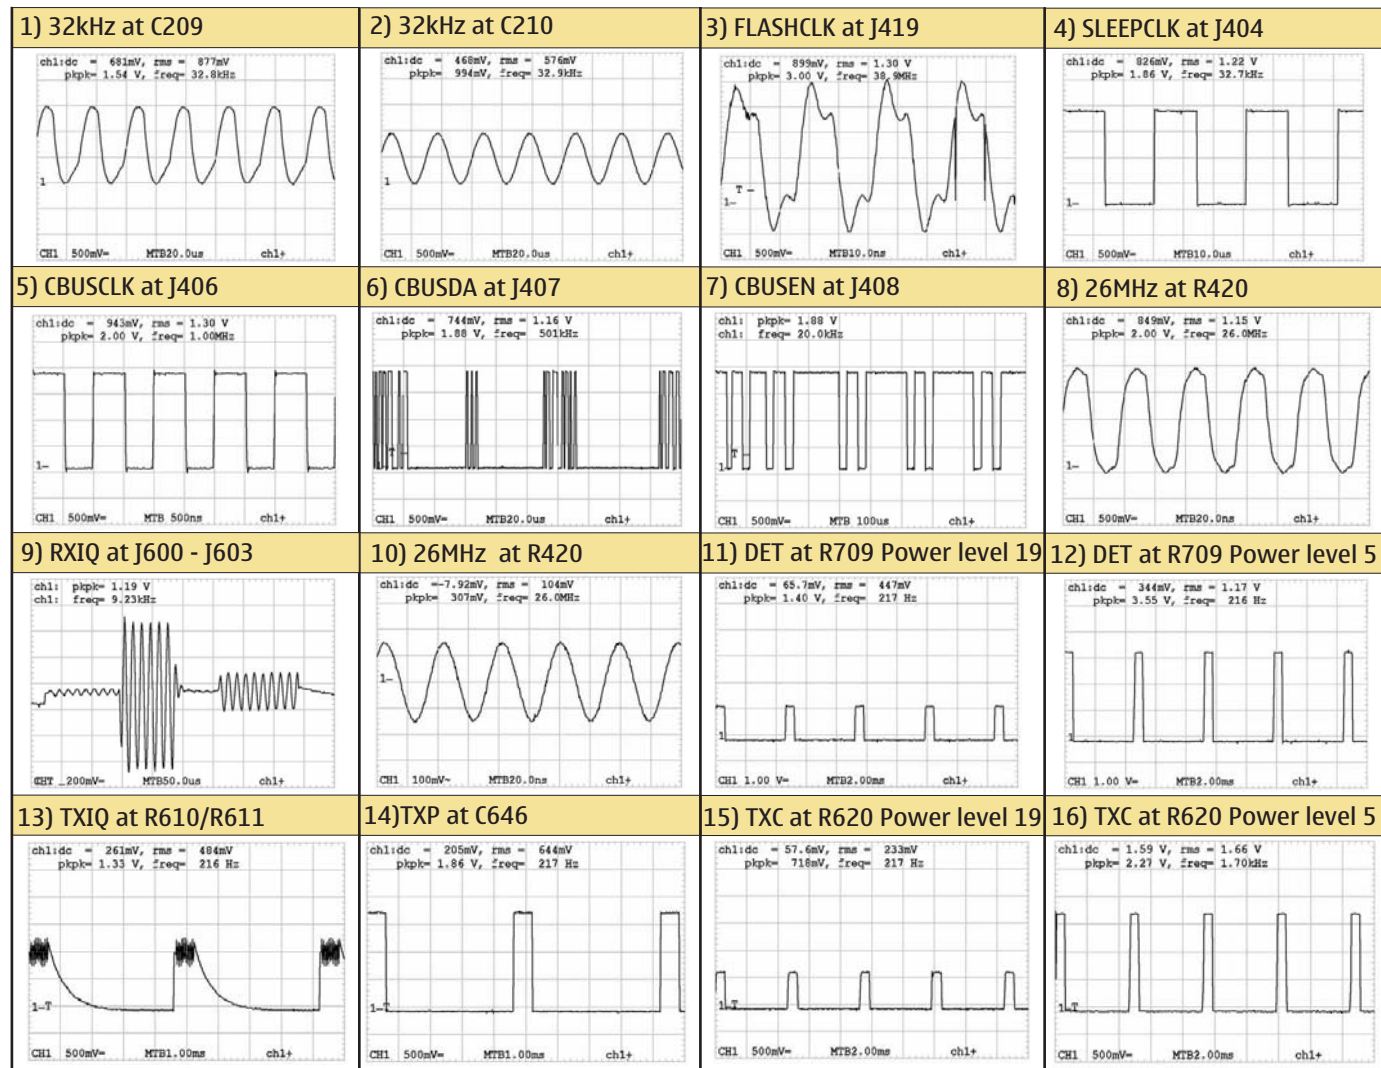 1) 32kHz at C209
ch1:dc = 681mV, rms = 877mV
pkpk= 1.54 V, freq= 32.8kHz
1
CH1 500mV= MTB20.0us ch1+
2) 32kHz at C210
ch1:dc = 468mV, rms = 576mV
pkpk= 994mV, freq= 32.9kHz
1
CH1 500mV= MTB20.0us ch1+
3) FLASHCLK at J419
ch1:dc = 899mV, rms = 1.30 V
pkpk= 3.00 V, freq= 38.9MHz
T –
1–
CH1 500mV= MTB10.0ns ch1+
4) SLEEPCLK at J404
ch1:dc = 826mV, rms = 1.22 V
pkpk= 1.86 V, freq= 32.7kHz
1–
CH1 500mV= MTB10.0us ch1+
5) CBUSCLK at J406
ch1:dc = 943mV, rms = 1.30 V
pkpk= 2.00 V, freq= 1.00MHz
1–
CH1 500mV= MTB 500ns ch1+
6) CBUSDA at J407
ch1:dc = 744mV, rms = 1.16 V
pkpk= 1.88 V, freq= 501kHz
T –
1
CH1 500mV= MTB20.0us ch1+
7) CBUSEN at J408
ch1: pkpk= 1.88 V
ch1: freq= 20.0kHz
T –
1
CH1 500mV= MTB 100us ch1+
8) 26MHz at R420
ch1:dc = 849mV, rms = 1.15 V
pkpk= 2.00 V, freq= 26.0MHz
1–
CH1 500mV= MTB20.0ns ch1+
9) RXIQ at J600 - J603
ch1: pkpk= 1.19 V
ch1: freq= 9.23kHz
200mV= MTB50.0us ch1+
10) 26MHz at R420
ch1:dc =-7.92mV, rms = 104mV
pkpk= 307mV, freq= 26.0MHz
1–
CH1 100mV~ MTB20.0ns ch1+
11) DET at R709 Power level 19
ch1:dc = 65.7mV, rms = 447mV
pkpk= 1.40 V, freq= 217 Hz
1
CH1 1.00 V= MTB2.00ms ch1+
12) DET at R709 Power level 5
ch1:dc = 344mV, rms = 1.17 V
pkpk= 3.55 V, freq= 216 Hz
1
CH1 1.00 V= MTB2.00ms ch1+
13) TXIQ at R610/R611
ch1:dc = 261mV, rms = 484mV
pkpk= 1.33 V, freq= 216 Hz
1–T
CH1 500mV= MTB1.00ms ch1+
14)TXP at C646
ch1:dc = 205mV, rms = 644mV
pkpk= 1.86 V, freq= 217 Hz
1–T
CH1 500mV= MTB1.00ms ch1+
15) TXC at R620 Power level 19
ch1:dc = 57.6mV, rms = 233mV
pkpk= 718mV, freq= 217 Hz
1–T
CH1 500mV= MTB2.00ms ch1+
16) TXC at R620 Power level 5
ch1:dc = 1.59 V, rms = 1.66 V
pkpk= 2.27 V, freq= 1.70kHz
1–T
CH1 500mV= MTB2.00ms ch1+